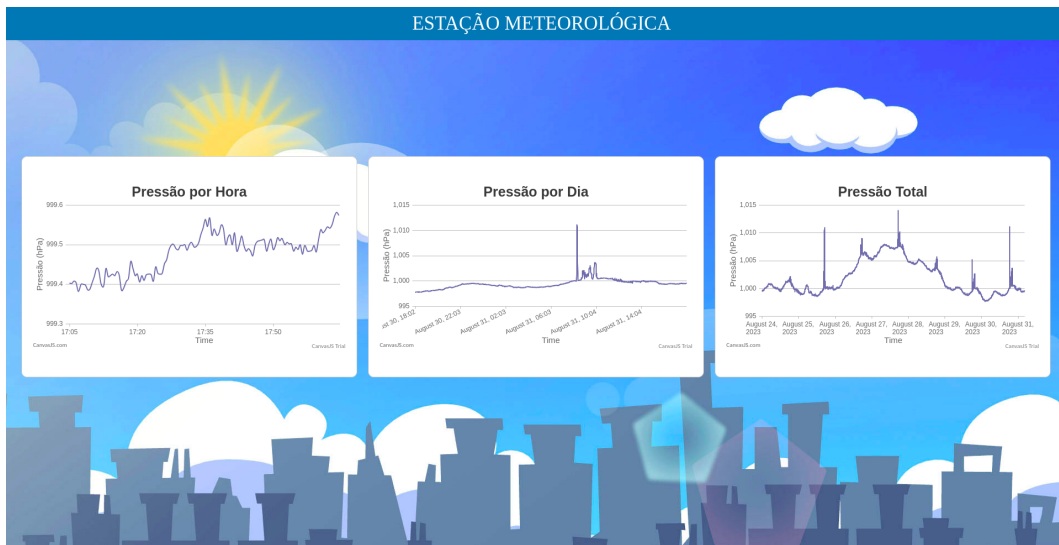 ESTAÇÃO METEOROLÓGICA
Pressão por Hora
999.6
999.5
999.4
999.3
Pressão (hPa)
17:05
17:20
17:35
17:50
Time
CanvasJS.com
CanvasJS Trial
Pressão por Dia
1,015
1,010
1,005
1,000
995
Pressão (hPa)
st 30, 18:02
August 30, 22:03
August 31, 02:03
August 31, 06:03
August 31, 10:04
August 31, 14:04
Time
CanvasJS.com
CanvasJS Trial
Pressão Total
1,015
1,010
1,005
1,000
995
Pressão (hPa)
August 24,
2023
August 25,
2023
August 26,
2023
August 27,
2023
August 28,
2023
August 29,
2023
August 30,
2023
August 31,
2023
Time
CanvasJS.com
CanvasJS Trial